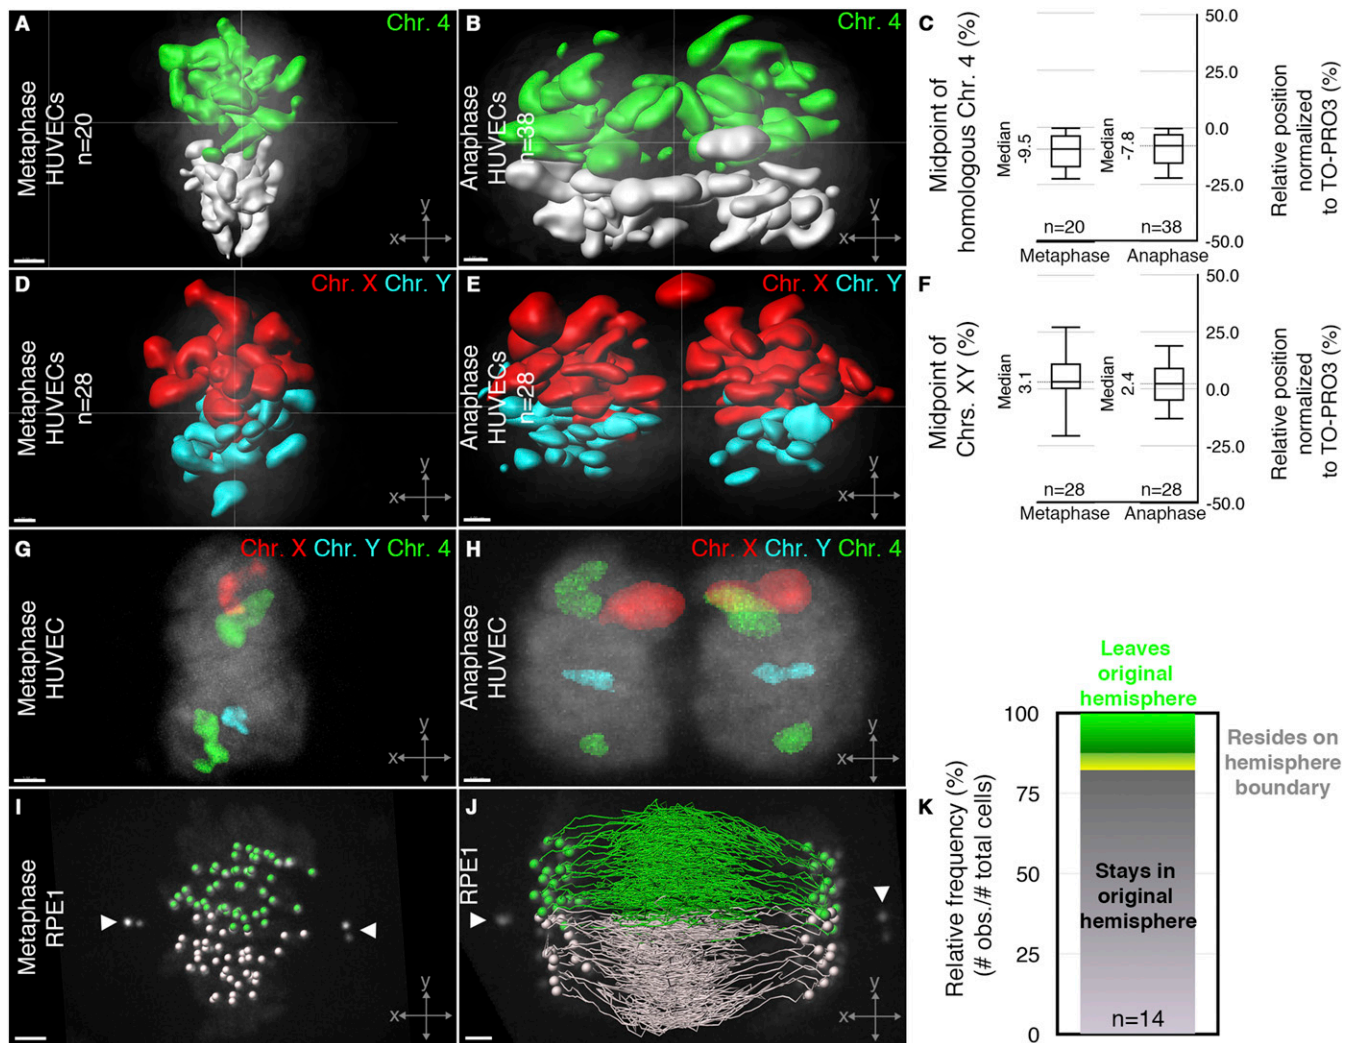 A
Chr. 4
Metaphase
HUVECs
n=20
y
x
B
Chr. 4
Anaphase
HUVECs
n=38
y
x
C
Midpoint of
homologous Chr. 4 (%)
Median
-9.5
Median
-7.8
50.0
25.0
0.0
-25.0
-50.0
n=20
n=38
Metaphase
Anaphase
Relative position
normalized
to TO-PRO3 (%)
D
Chr. X Chr. Y
Metaphase
HUVECs
n=28
y
x
E
Chr. X Chr. Y
Anaphase
HUVECs
n=28
y
x
F
Midpoint of
Chrs. XY (%)
Median
3.1
Median
2.4
50.0
25.0
0.0
-25.0
-50.0
n=28
n=28
Metaphase
Anaphase
Relative position
normalized
to TO-PRO3 (%)
G
Chr. X Chr. Y Chr. 4
Metaphase
HUVEC
y
x
H
Chr. X Chr. Y Chr. 4
Anaphase
HUVEC
y
x
I
Metaphase
RPE1
y
x
J
RPE1
y
x
K
Leaves
original
hemisphere
Resides on
hemisphere
boundary
Stays in
original
hemisphere
Relative frequency (%)
(# obs./# total cells)
100
75
50
25
0
n=14